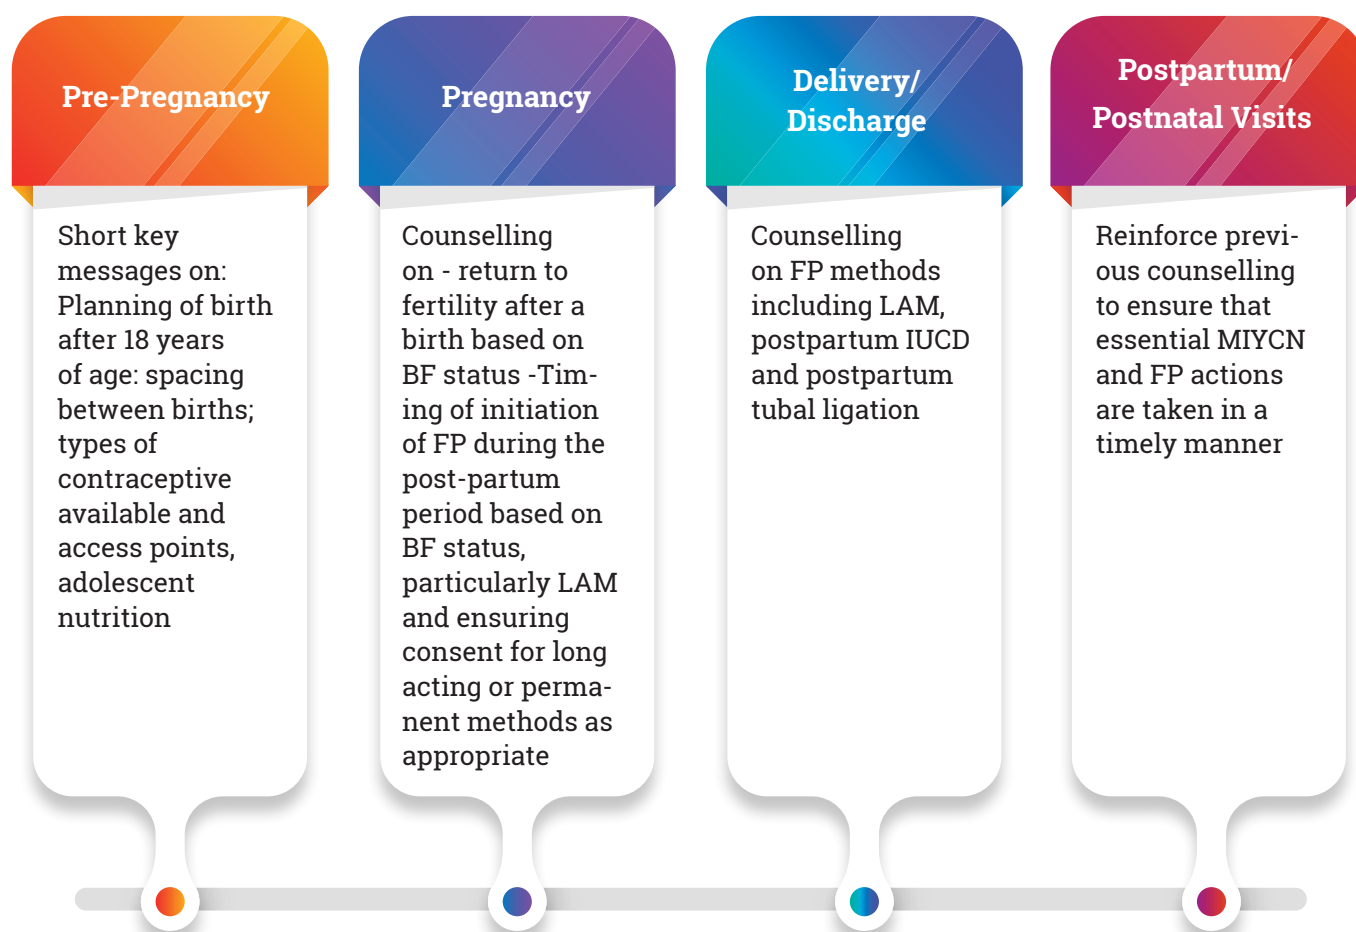 Pre-Pregnancy
Short key
messages on:
Planning of birth
after 18 years
of age: spacing
between births;
types of
contraceptive
available and
access points,
adolescent
nutrition
Pregnancy
Counselling
on - return to
fertility after a
birth based on
BF status -Tim-
ing of initiation
of FP during the
post-partum
period based on
BF status,
particularly LAM
and ensuring
consent for long
acting or perma-
nent methods as
appropriate
Delivery/
Discharge
Counselling
on FP methods
including LAM,
postpartum IUCD
and postpartum
tubal ligation
Postpartum/
Postnatal Visits
Reinforce previ-
ous counselling
to ensure that
essential MIYCN
and FP actions
are taken in a
timely manner